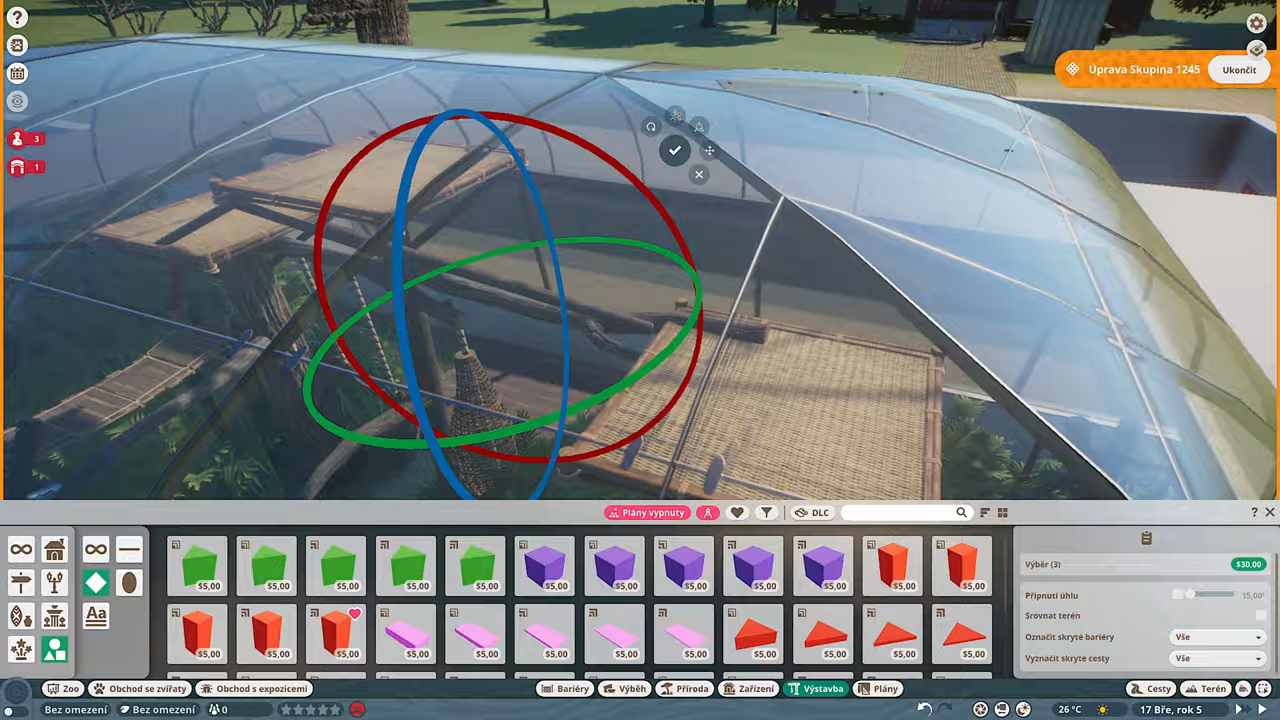 ?
3
1
Úprava Skupina 1245
Ukončit
Plány vypnuty
DLC
?
$5,00 $5,00 $5,00 $5,00 $5,00 $5,00 $5,00 $5,00 $5,00 $5,00 $5,00 $5,00
$5,00 $5,00 $5,00 $5,00 $5,00 $5,00 $5,00 $5,00 $5,00 $5,00 $5,00 $5,00
Aa
Výběr (3) $30,00
Připnutí úhlu 15,00°
Srovnat terén
Označit skryté bariéry Vše
Vyznačit skryte cesty Vše
Zoo Obchod se zvířaty Obchod s expozicemi Bariéry Výběh Příroda Zařízení Výstavba Plány Cesty Terén
Bez omezení Bez omezení 0 26 °C 17 Bře, rok 5